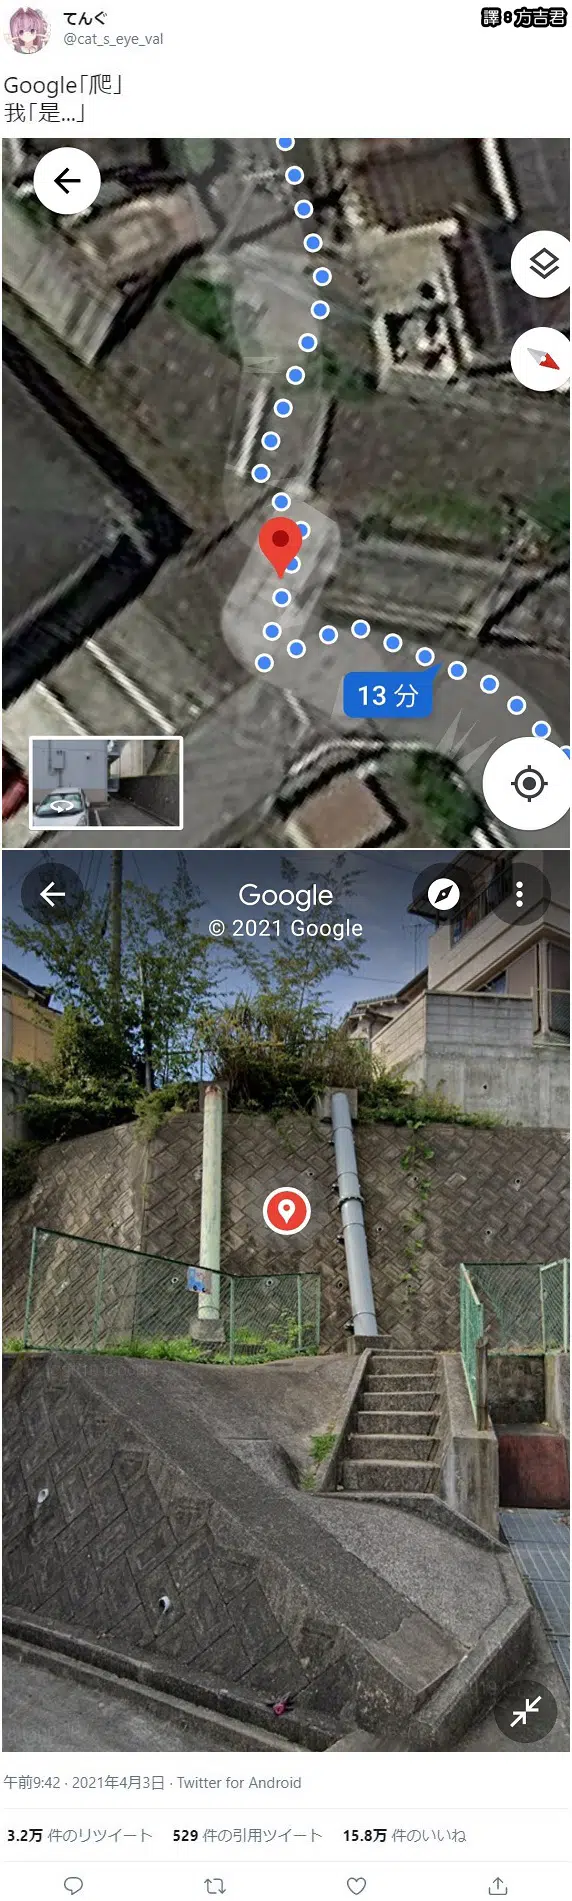 てんぐ
譯8方吉君
@cat_s_eye_val
Google「爬」
我「是...」
13 分
Google
© 2021 Google
午前9:42 · 2021年4月3日 · Twitter for Android
3.2万 件のリツイート 529 件の引用ツイート 15.8万 件のいいね